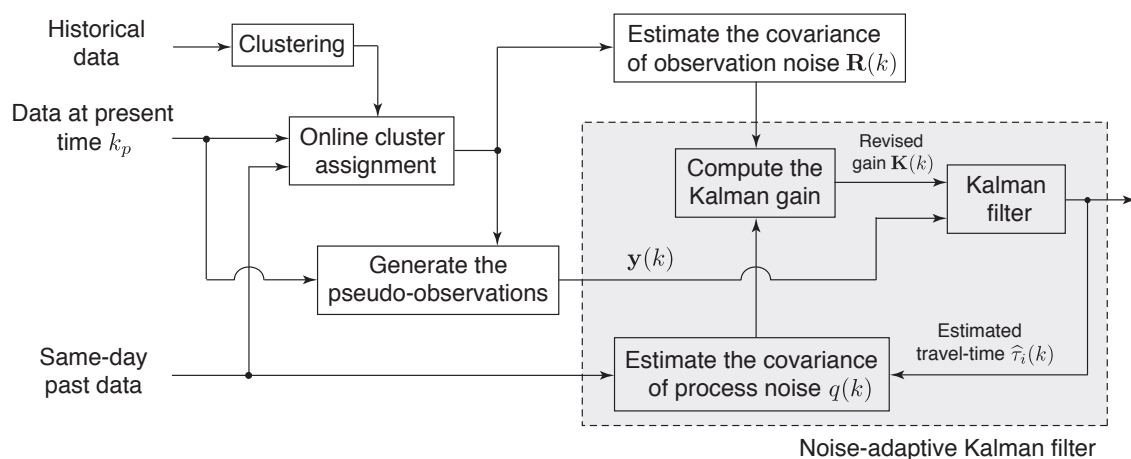 Historical
data
Clustering
Estimate the covariance
of observation noise R(k)
Data at present
time k_p
Online cluster
assignment
Compute the
Kalman gain
Revised
gain K(k)
Kalman
filter
Generate the
pseudo-observations
y(k)
Same-day
past data
Estimate the covariance
of process noise q(k)
Estimated
travel-time τ̂_i(k)
Noise-adaptive Kalman filter